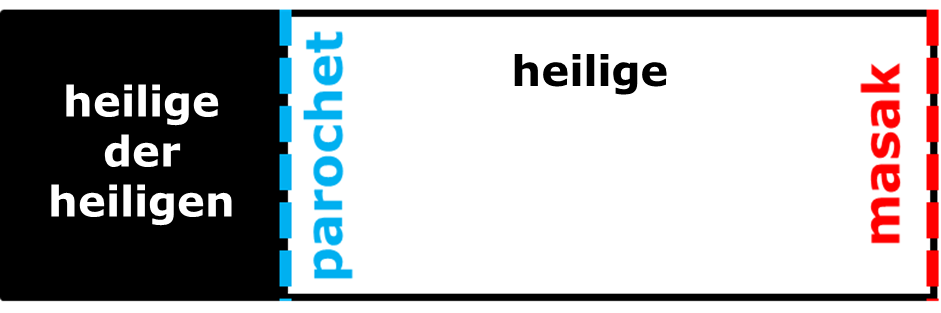 heilige
der
heiligen
parochet
heilige
masak